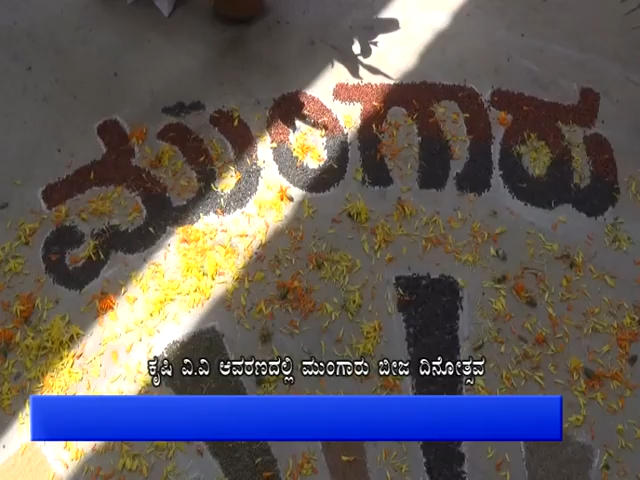 ಮುಂಗಾರು
ಕೃಷಿ ವಿ.ವಿ ಆವರಣದಲ್ಲಿ ಮುಂಗಾರು ಬೀಜ ದಿನೋತ್ಸವ